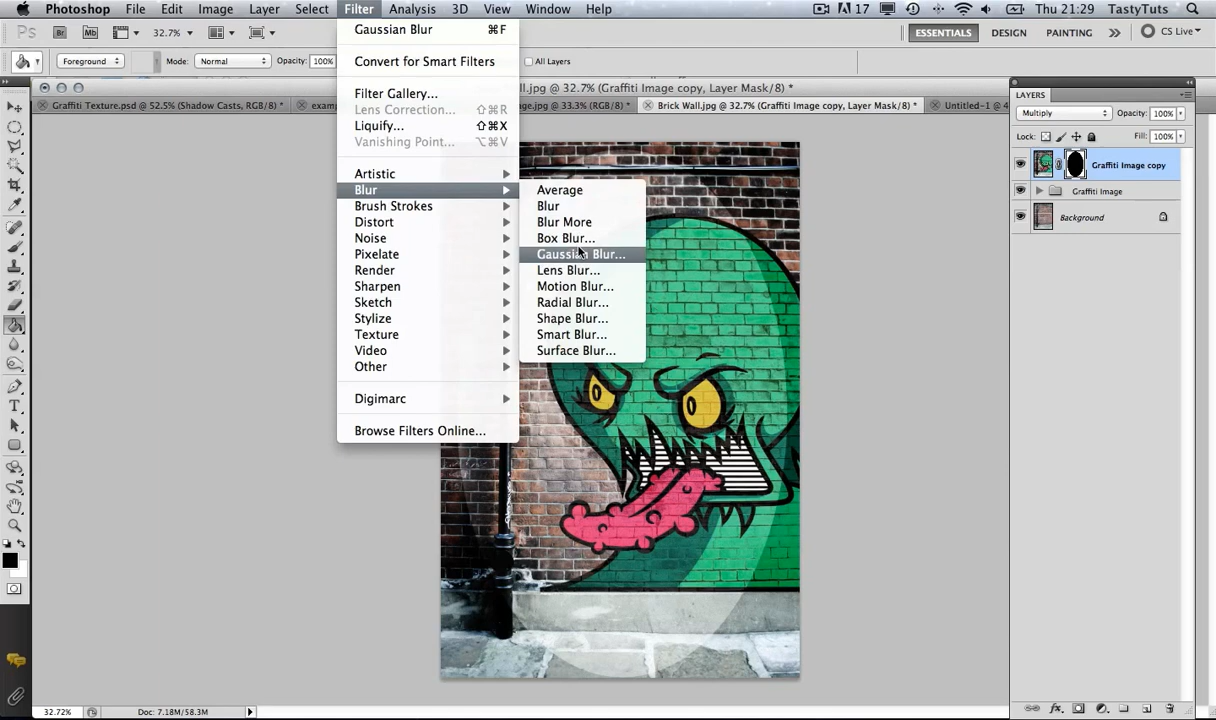 Photoshop File Edit Image Layer Select Filter Analysis 3D View Window Help 17 Thu 21:29 TastyTuts
Ps Br Mb 32.7% ESSENTIALS DESIGN PAINTING CS Live
Foreground Mode: Normal Opacity: 100% All Layers
ll.jpg @ 32.7% (Graffiti Image copy, Layer Mask/8) *
Graffiti Texture.psd @ 52.5% (Shadow Casts, RGB/8) * exam age.jpg @ 33.3% (RGB/8) * Brick Wall.jpg @ 32.7% (Graffiti Image copy, Layer Mask/8) * Untitled-1 @ 4
Gaussian Blur ⌘F
Convert for Smart Filters
Filter Gallery...
Lens Correction... ⇧⌘R
Liquify... ⇧⌘X
Vanishing Point... ⌥⌘V
Artistic
Blur
Brush Strokes
Distort
Noise
Pixelate
Render
Sharpen
Sketch
Stylize
Texture
Video
Other
Digimarc
Browse Filters Online...
Average
Blur
Blur More
Box Blur...
Gaussian Blur...
Lens Blur...
Motion Blur...
Radial Blur...
Shape Blur...
Smart Blur...
Surface Blur...
LAYERS
Multiply Opacity: 100%
Lock: Fill: 100%
Graffiti Image copy
Graffiti Image
Background
32.72% Doc: 7.18M/58.3M